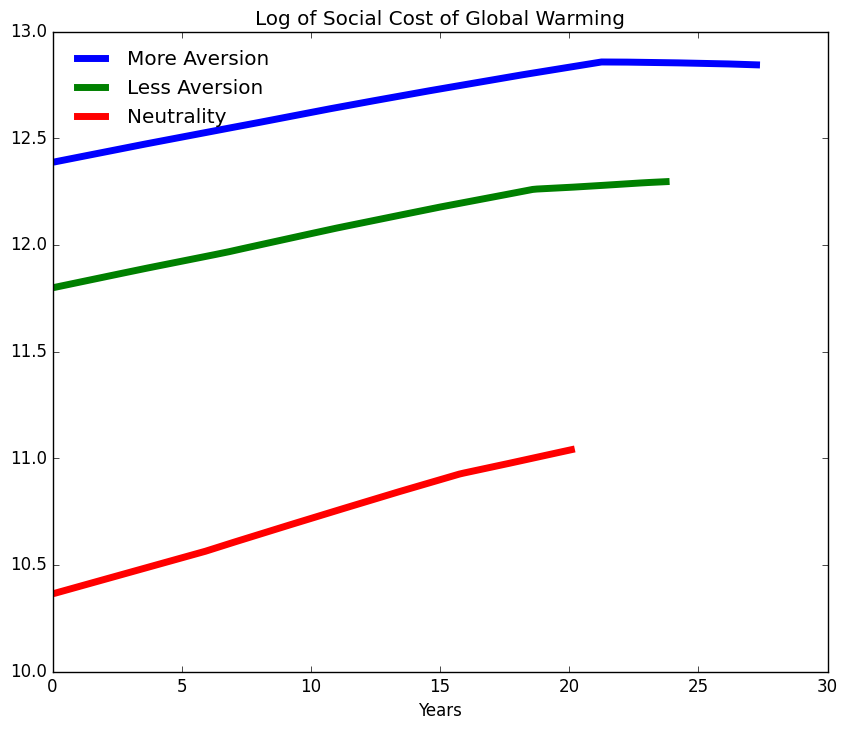 Log of Social Cost of Global Warming
13.0
12.5
12.0
11.5
11.0
10.5
10.0
More Aversion
Less Aversion
Neutrality
0 5 10 15 20 25 30
Years